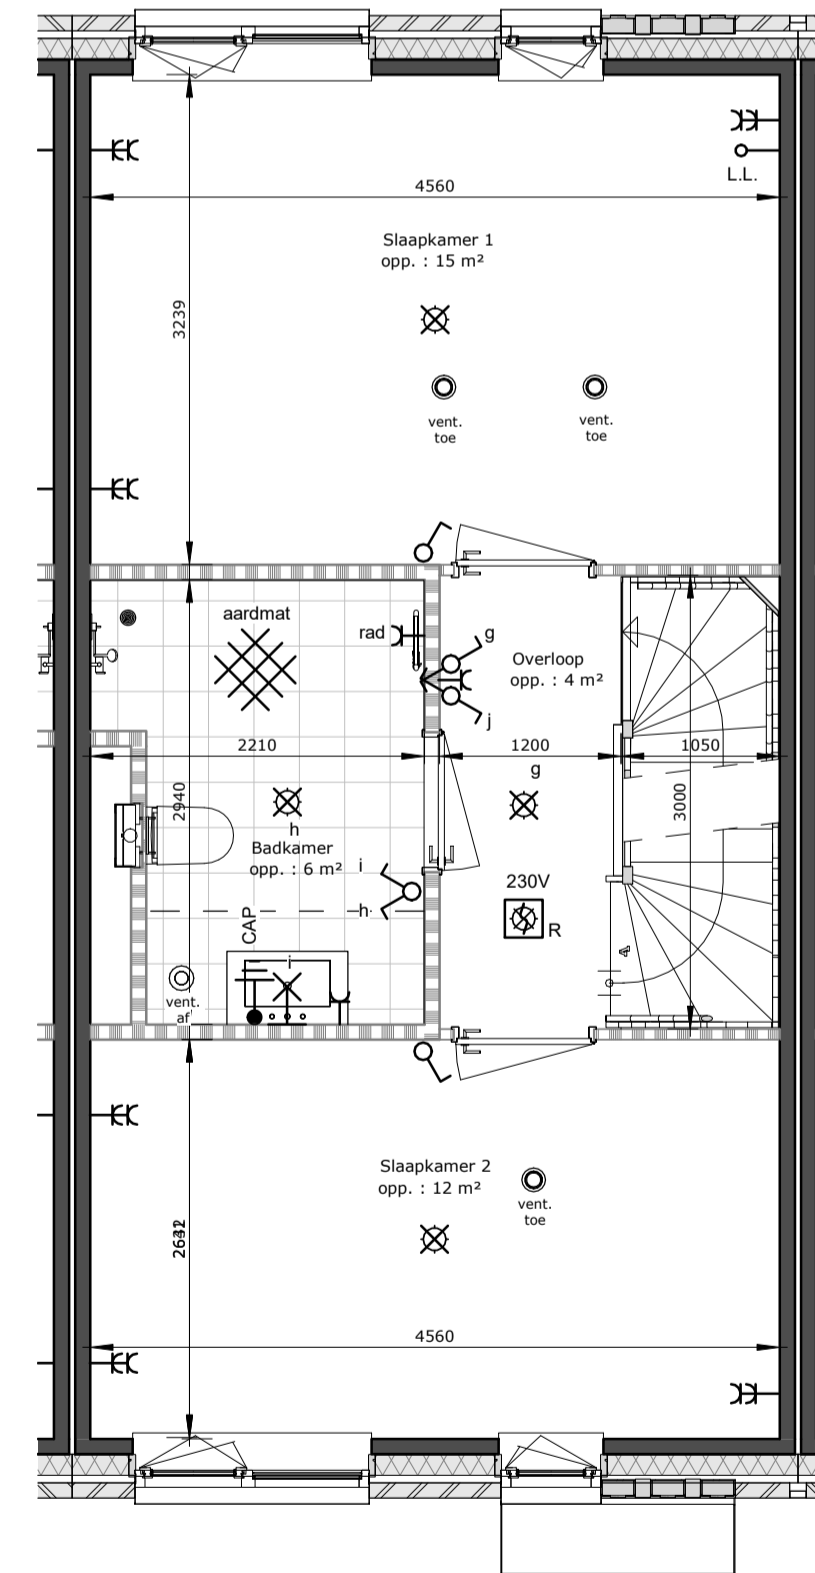 L.L.
4560
Slaapkamer 1
opp. : 15 m²
3239
vent.
toe
vent.
toe
aardmat
rad
g
Overloop
opp. : 4 m²
j
2210
1200
1050
g
2940
3000
h
Badkamer
opp. : 6 m²
i
h
230V
R
CAP
4
i
vent.
af
Slaapkamer 2
opp. : 12 m²
vent.
toe
4560